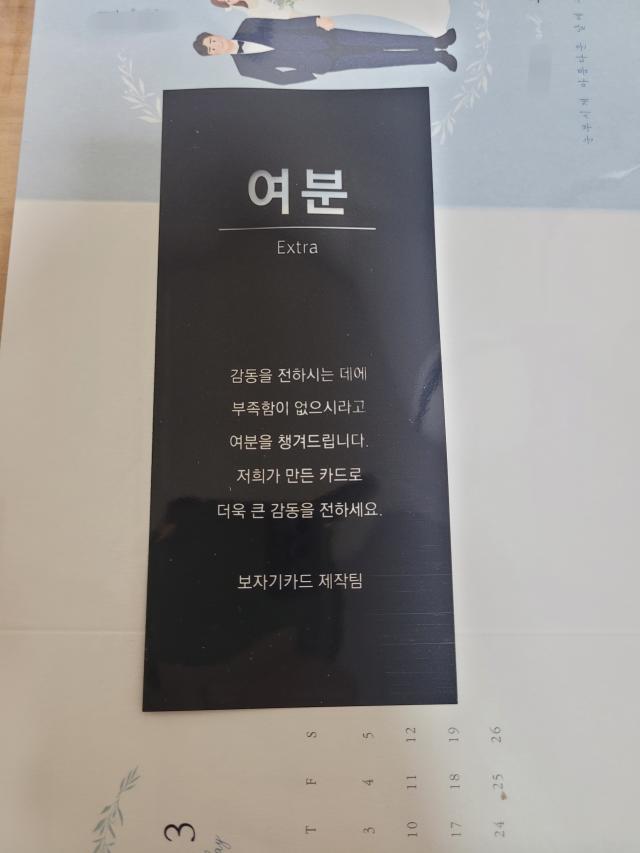 여분
Extra
감동을 전하시는 데에
부족함이 없으시라고
여분을 챙겨드립니다.
저희가 만든 카드로
더욱 큰 감동을 전하세요.
보자기카드 제작팀
T F S
3 4 5
10 11 12
17 18 19
24 25 26
3